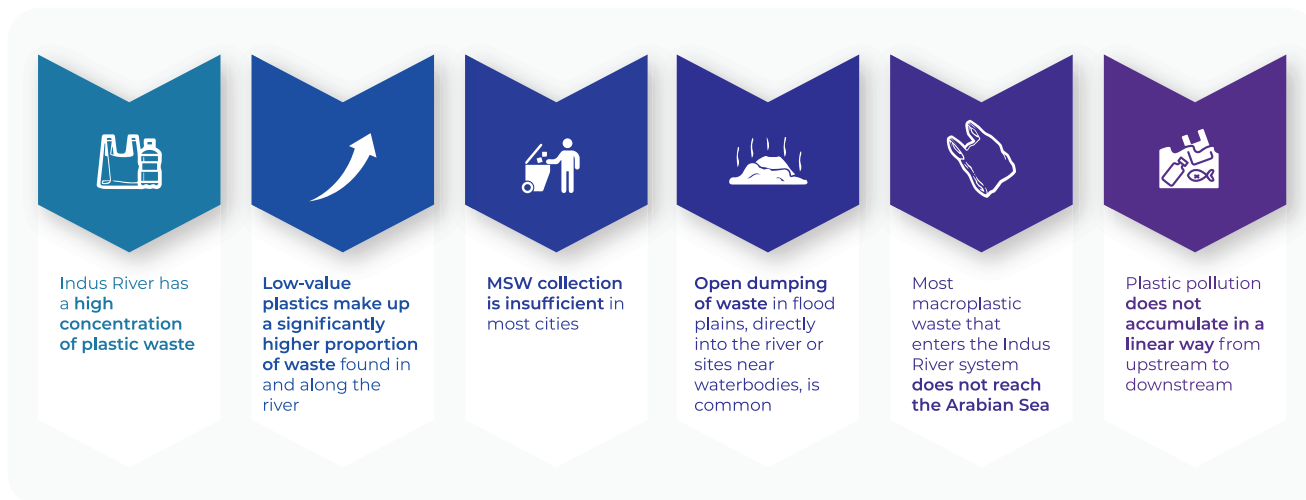 Indus River has
a high
concentration
of plastic waste
Low-value
plastics make up
a significantly
higher proportion
of waste found in
and along the
river
MSW collection
is insufficient in
most cities
Open dumping
of waste in flood
plains, directly
into the river or
sites near
waterbodies, is
common
Most
macroplastic
waste that
enters the Indus
River system
does not reach
the Arabian Sea
Plastic pollution
does not
accumulate in a
linear way from
upstream to
downstream